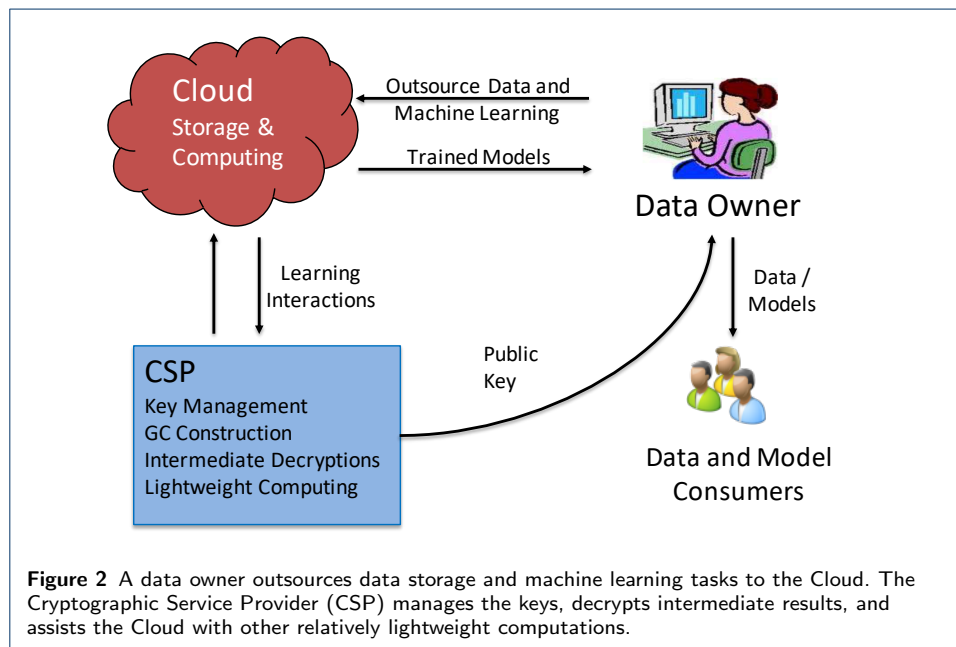 Cloud
Storage &
Computing
Outsource Data and
Machine Learning
Trained Models
Data Owner
Learning
Interactions
Data /
Models
CSP
Key Management
GC Construction
Intermediate Decryptions
Lightweight Computing
Public
Key
Data and Model
Consumers
Figure 2 A data owner outsources data storage and machine learning tasks to the Cloud. The
Cryptographic Service Provider (CSP) manages the keys, decrypts intermediate results, and
assists the Cloud with other relatively lightweight computations.